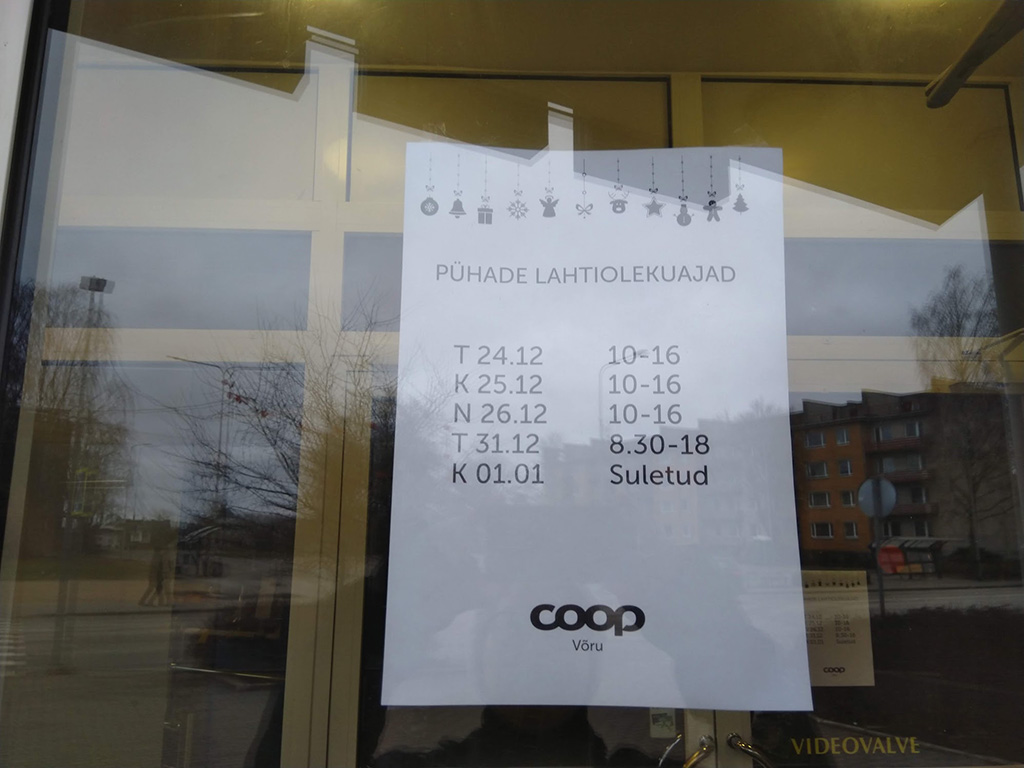 PÜHADE LAHTIOLEKUAJAD
T 24.12 10-16
K 25.12 10-16
N 26.12 10-16
T 31.12 8.30-18
K 01.01 Suletud
coop
Võru
coop
VIDEOVALVE